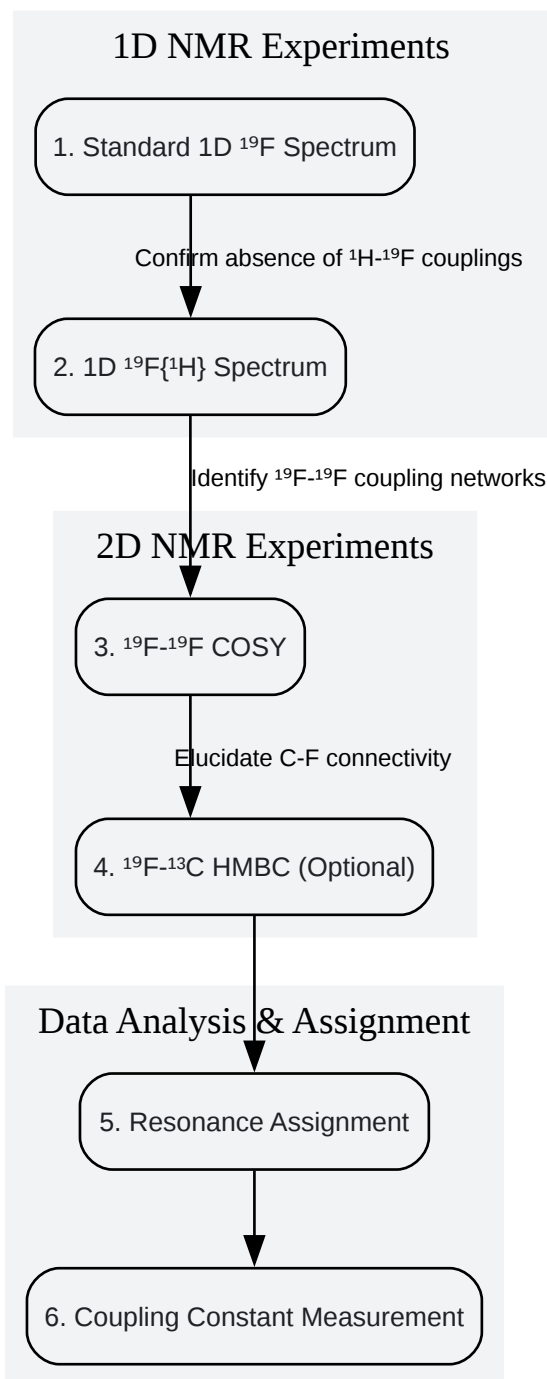 1D NMR Experiments
1. Standard 1D ¹⁹F Spectrum
Confirm absence of ¹H-¹⁹F couplings
2. 1D ¹⁹F{¹H} Spectrum
Identify ¹⁹F-¹⁹F coupling networks
2D NMR Experiments
3. ¹⁹F-¹⁹F COSY
Elucidate C-F connectivity
4. ¹⁹F-¹³C HMBC (Optional)
Data Analysis & Assignment
5. Resonance Assignment
6. Coupling Constant Measurement